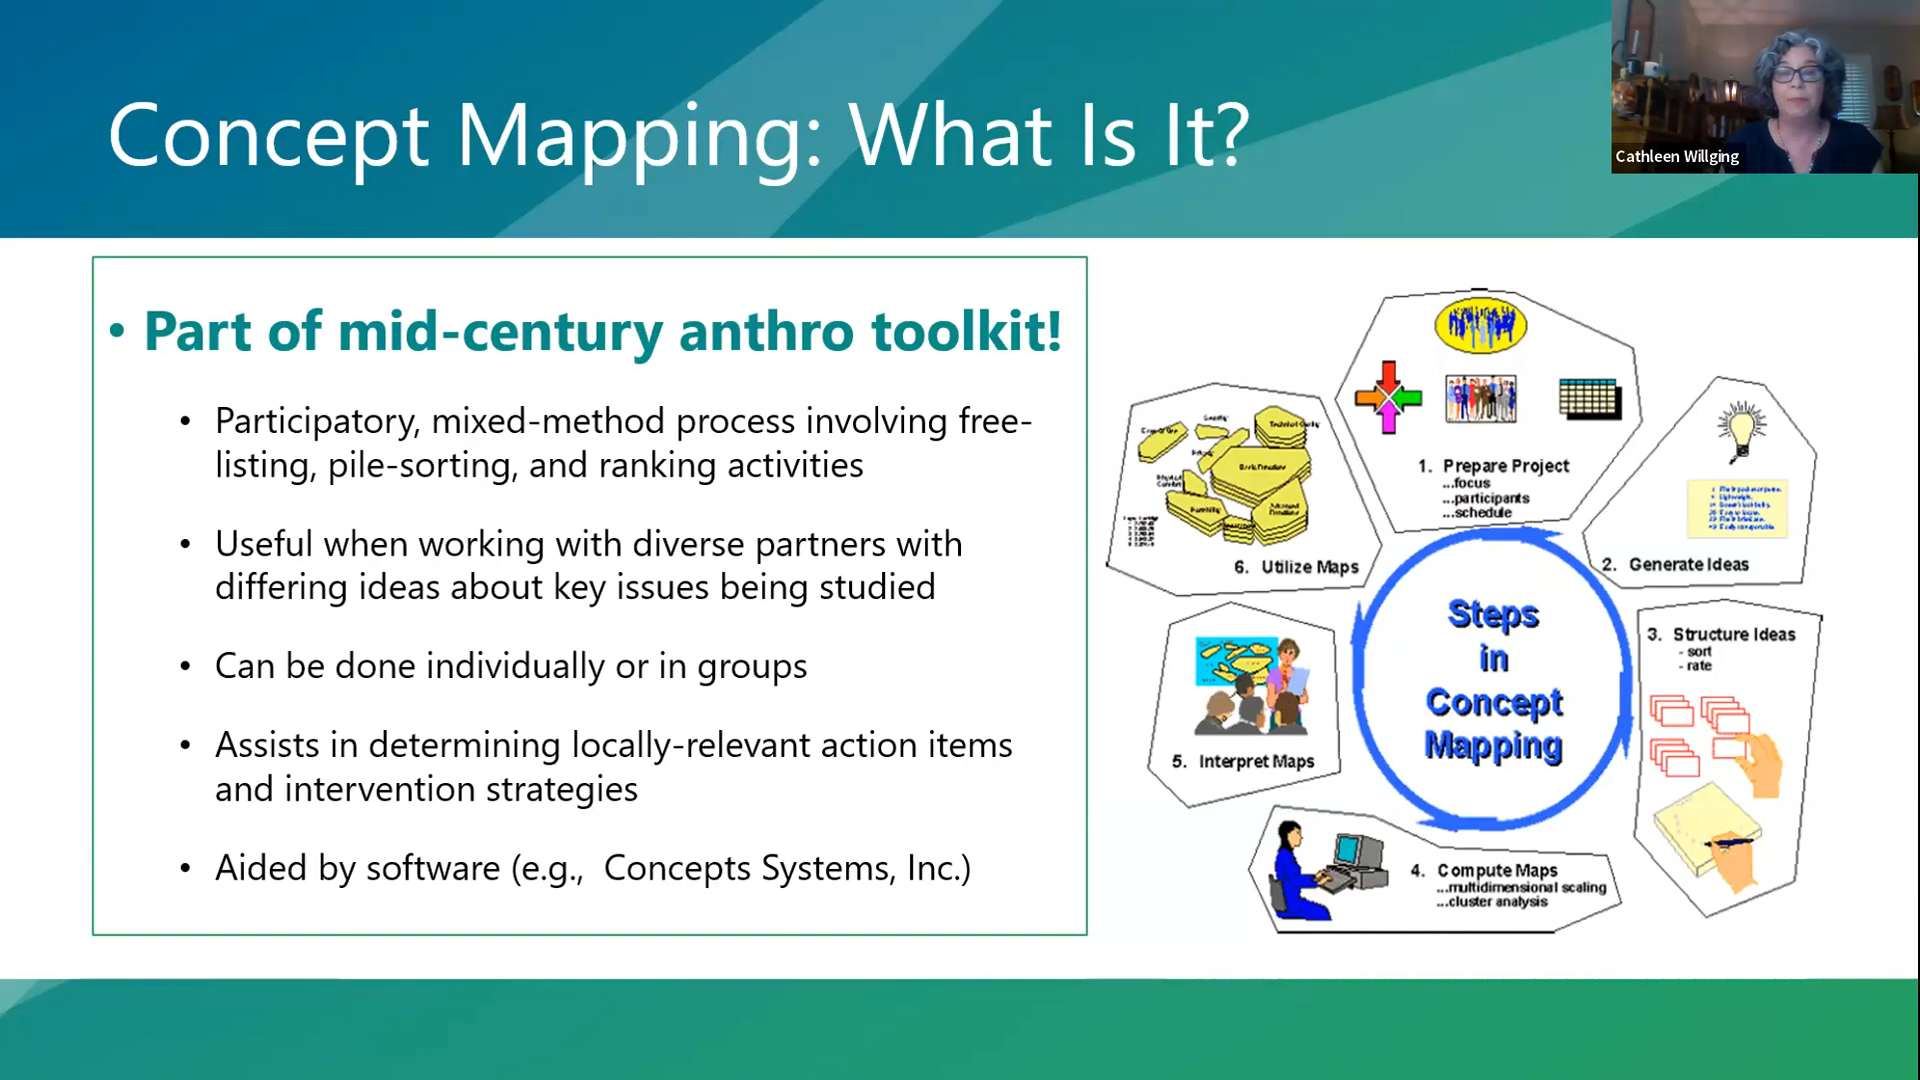 Concept Mapping: What Is It?
Cathleen Willging
• Part of mid-century anthro toolkit!
• Participatory, mixed-method process involving free-
listing, pile-sorting, and ranking activities
• Useful when working with diverse partners with
differing ideas about key issues being studied
• Can be done individually or in groups
• Assists in determining locally-relevant action items
and intervention strategies
• Aided by software (e.g.,  Concepts Systems, Inc.)
Steps
in
Concept
Mapping
1. Prepare Project
...focus
...participants
...schedule
2. Generate Ideas
3. Structure Ideas
- sort
- rate
4. Compute Maps
...multidimensional scaling
...cluster analysis
5. Interpret Maps
6. Utilize Maps